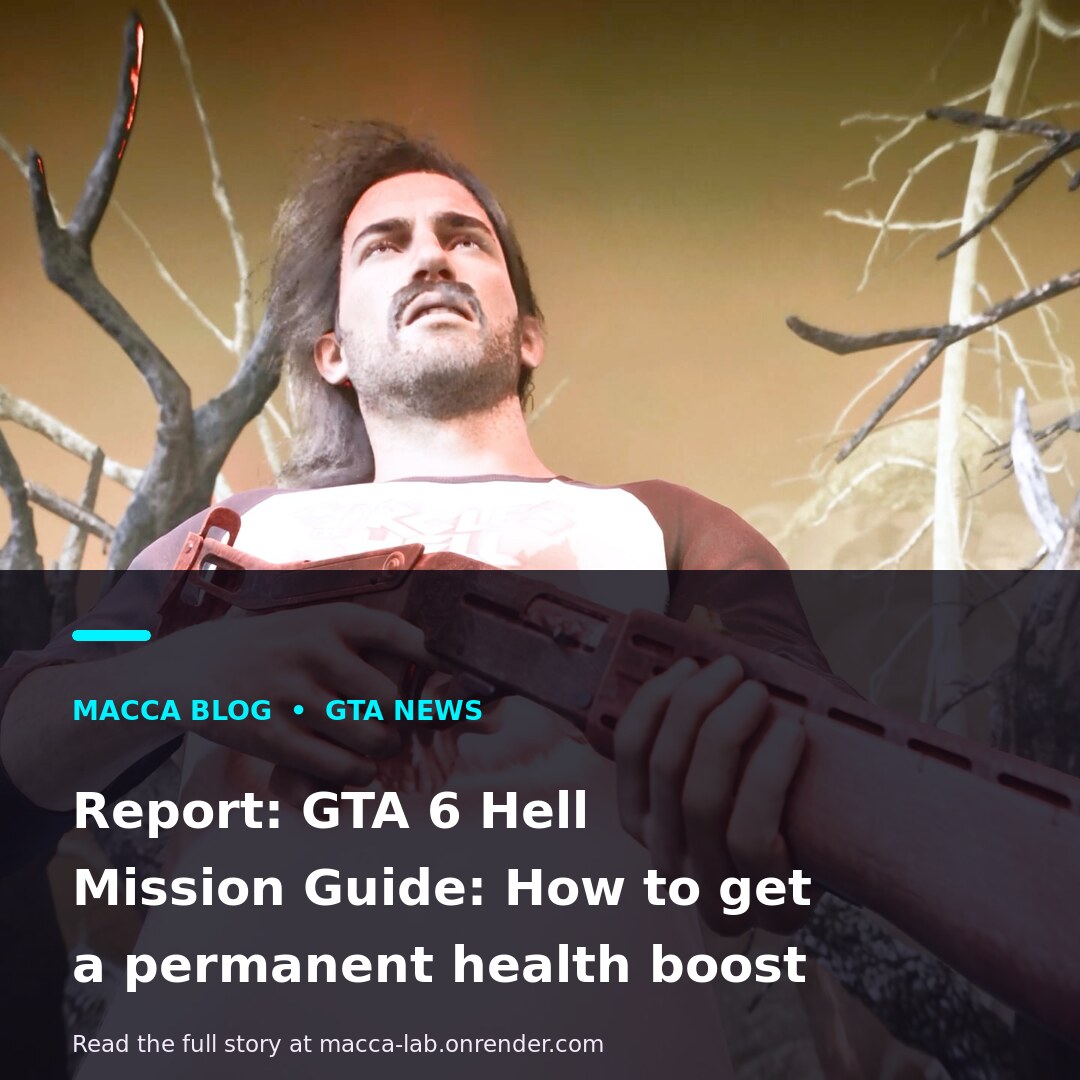 MACCA BLOG • GTA NEWS
Report: GTA 6 Hell
Mission Guide: How to get
a permanent health boost
Read the full story at macca-lab.onrender.com